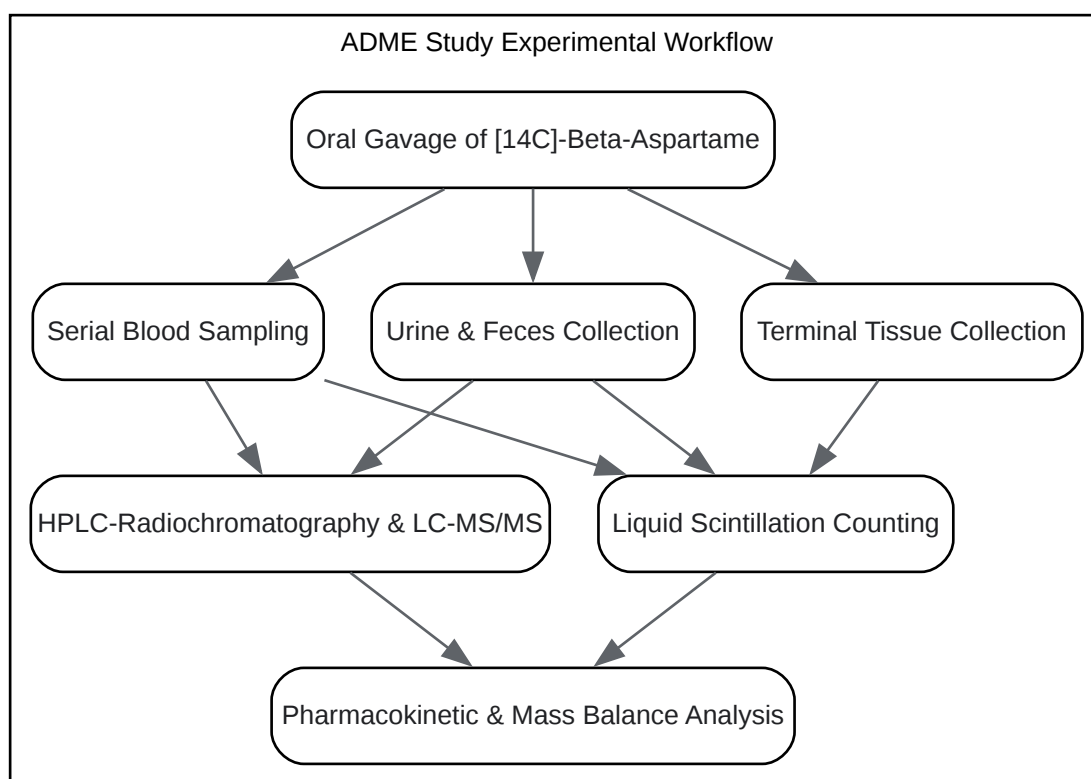 ADME Study Experimental Workflow
Oral Gavage of [14C]-Beta-Aspartame
Serial Blood Sampling
Urine & Feces Collection
Terminal Tissue Collection
HPLC-Radiochromatography & LC-MS/MS
Liquid Scintillation Counting
Pharmacokinetic & Mass Balance Analysis